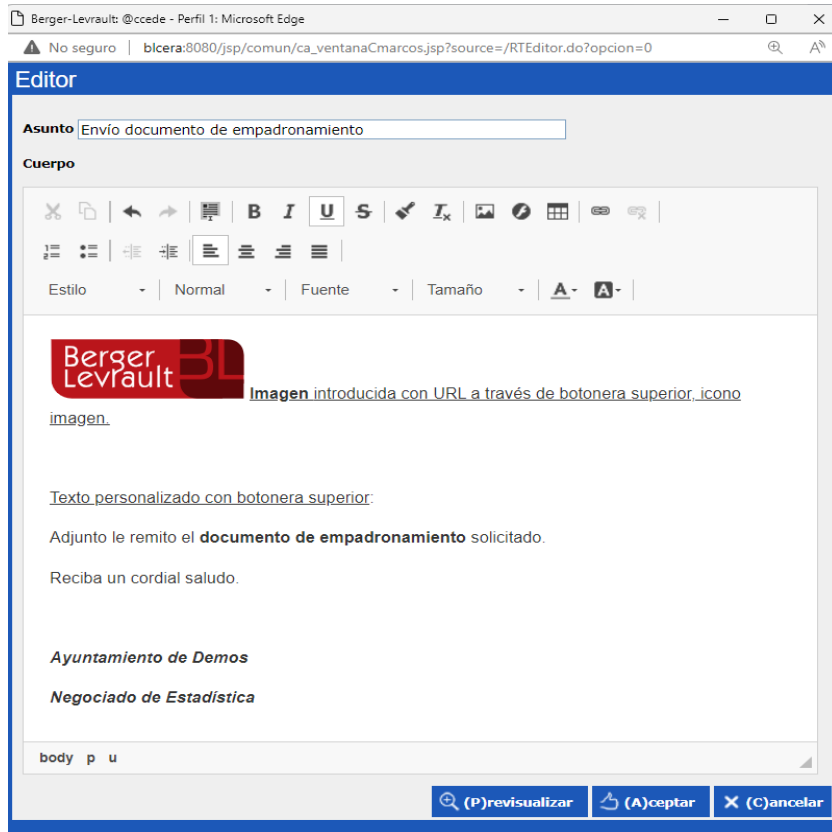 Berger-Levrault: @ccede - Perfil 1: Microsoft Edge
No seguro | blcera:8080/jsp/comun/ca_ventanaCmarcos.jsp?source=/RTEditor.do?opcion=0
Editor
Asunto Envío documento de empadronamiento
Cuerpo
B I U S Tx
Estilo Normal Fuente Tamaño A A
Berger
Levrault BL
Imagen introducida con URL a través de botonera superior, icono
imagen.
Texto personalizado con botonera superior:
Adjunto le remito el documento de empadronamiento solicitado.
Reciba un cordial saludo.
Ayuntamiento de Demos
Negociado de Estadística
body p u
(P)revisualizar (A)ceptar (C)ancelar